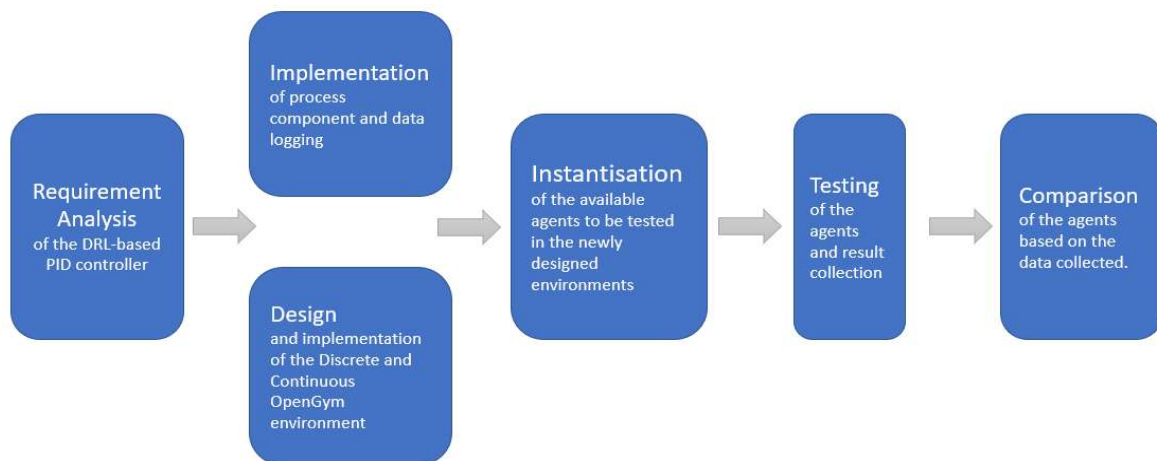 Requirement
Analysis
of the DRL-based
PID controller
Implementation
of process
component and data
logging
Design
and implementation
of the Discrete and
Continuous
OpenGym
environment
Instantisation
of the available
agents to be tested
in the newly
designed
environments
Testing
of the
agents
and result
collection
Comparison
of the agents
based on the
data collected.